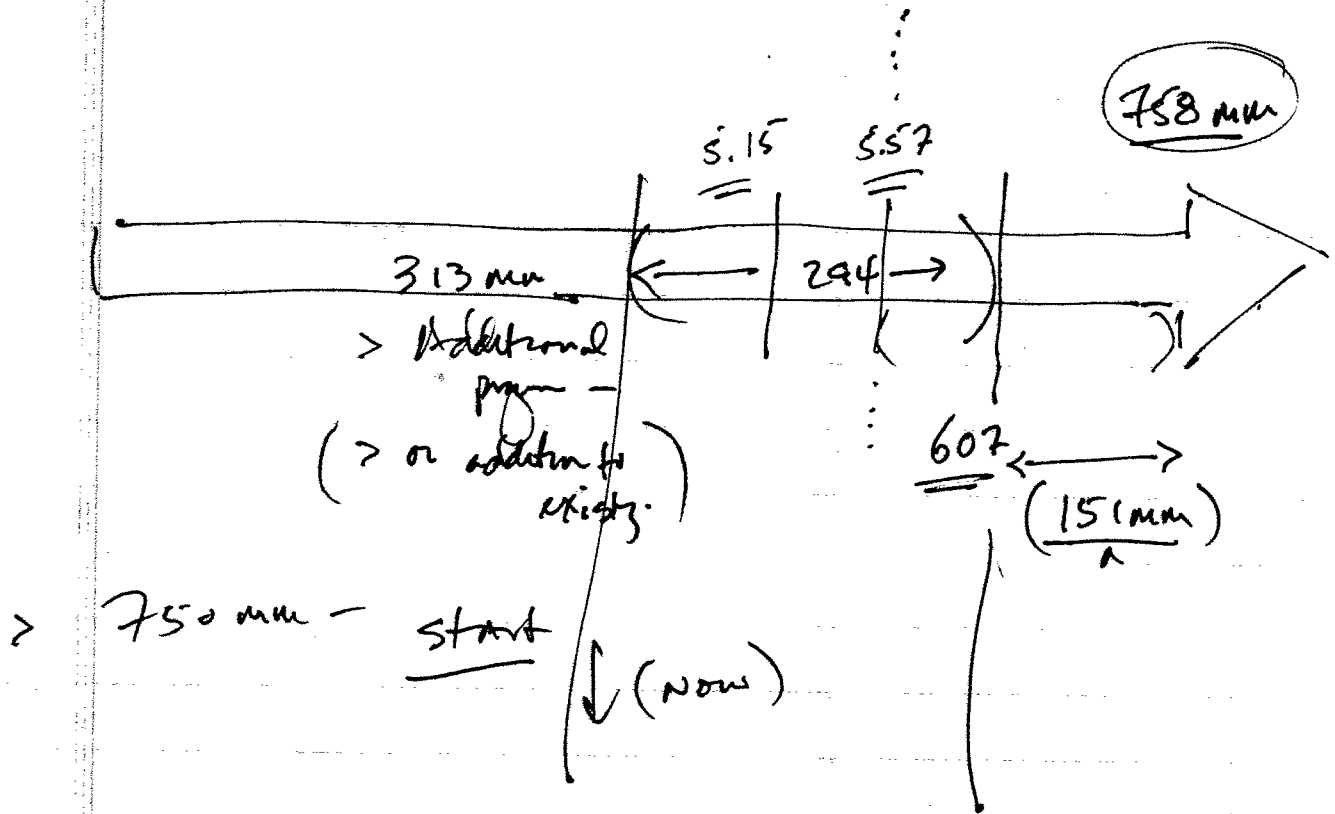 758 mm
5.15 5.57
313 mm 294
> Additional
progm —
(> or addition to
existg.)
607
(151 mm)
> 750 mm – start
(Now)